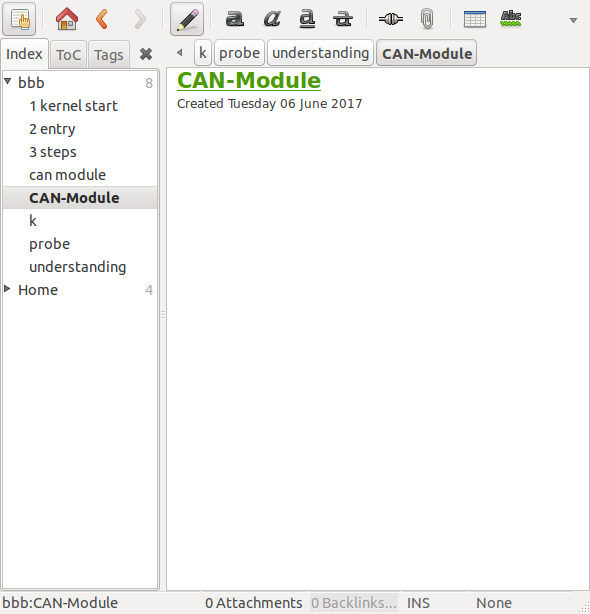 a a a a Abc
Index ToC Tags k probe understanding CAN-Module
bbb 8
1 kernel start
2 entry
3 steps
can module
CAN-Module
k
probe
understanding
Home 4
CAN-Module
Created Tuesday 06 June 2017
bbb:CAN-Module 0 Attachments 0 Backlinks... INS None